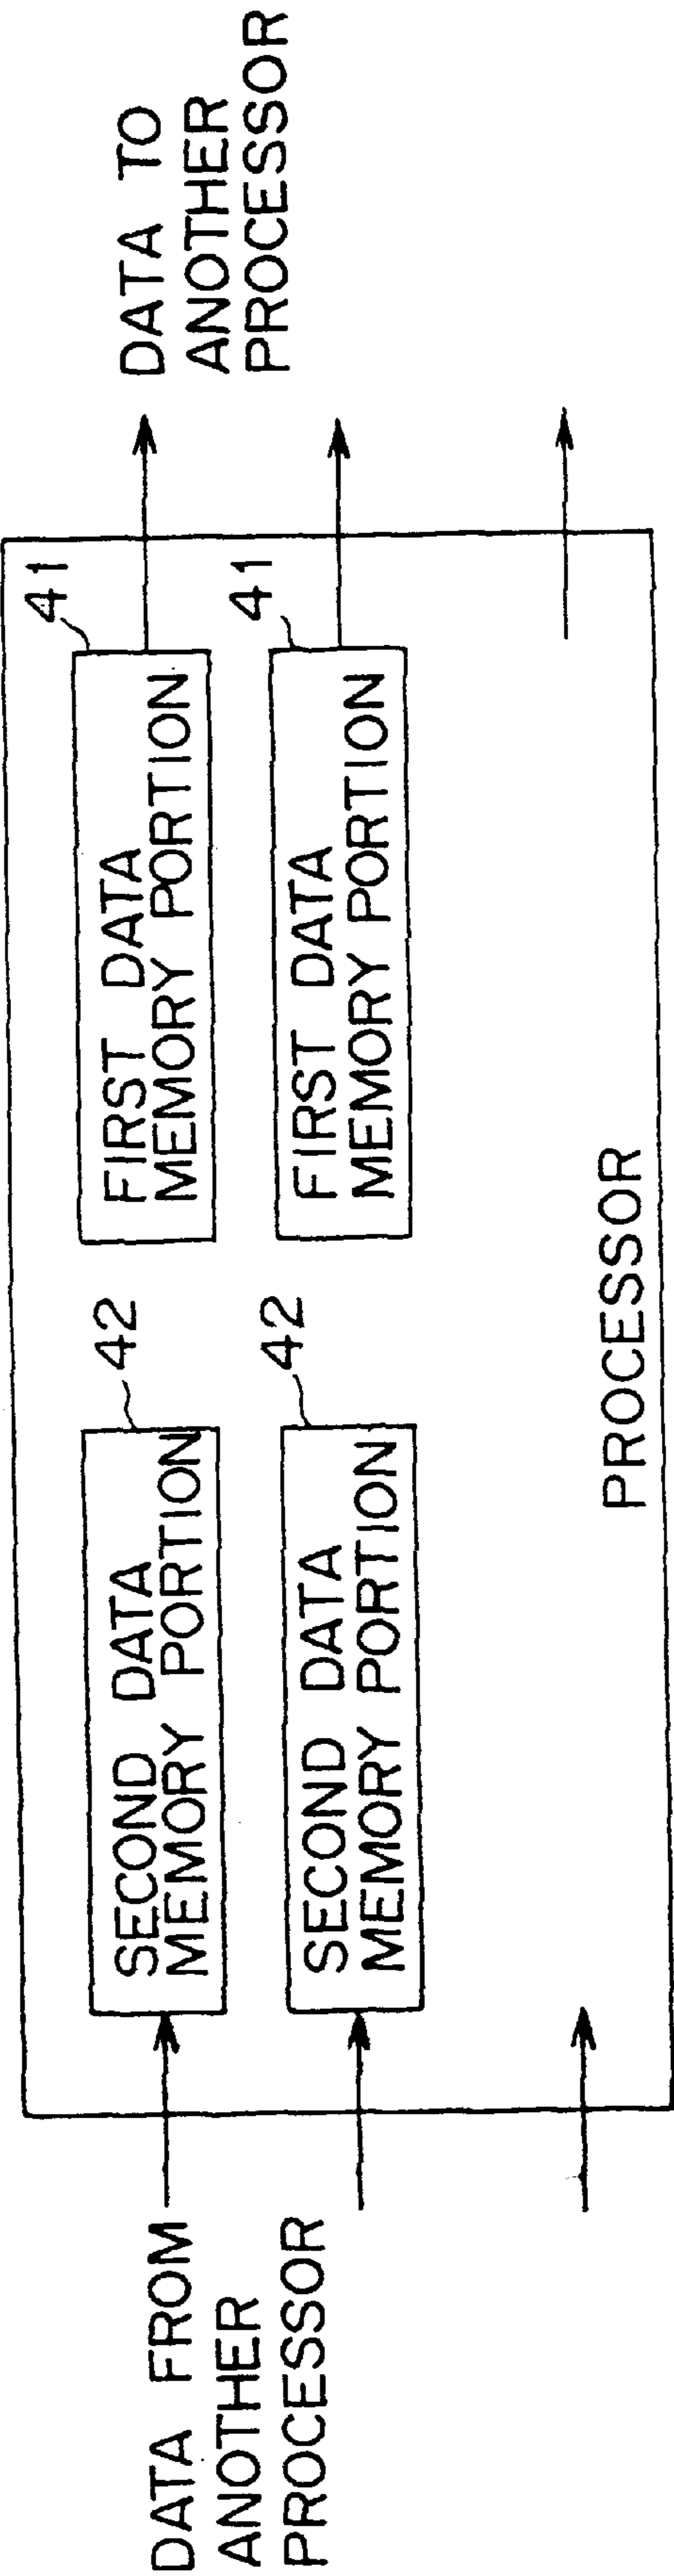 DATA FROM
ANOTHER
PROCESSOR
42
SECOND DATA
MEMORY PORTION
42
SECOND DATA
MEMORY PORTION
41
FIRST DATA
MEMORY PORTION
41
FIRST DATA
MEMORY PORTION
PROCESSOR
DATA TO
ANOTHER
PROCESSOR